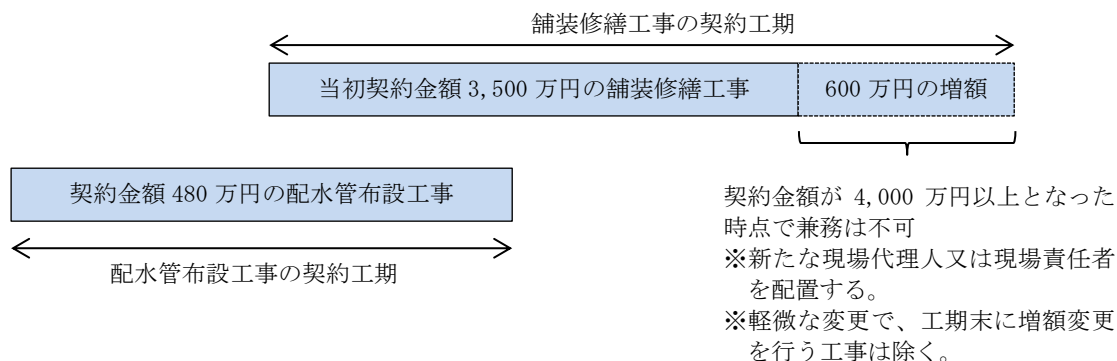 舗装修繕工事の契約工期
当初契約金額 3,500 万円の舗装修繕工事
600 万円の増額
契約金額 480 万円の配水管布設工事
配水管布設工事の契約工期
契約金額が 4,000 万円以上となった
時点で兼務は不可
※新たな現場代理人又は現場責任者
を配置する。
※軽微な変更で、工期末に増額変更
を行う工事は除く。